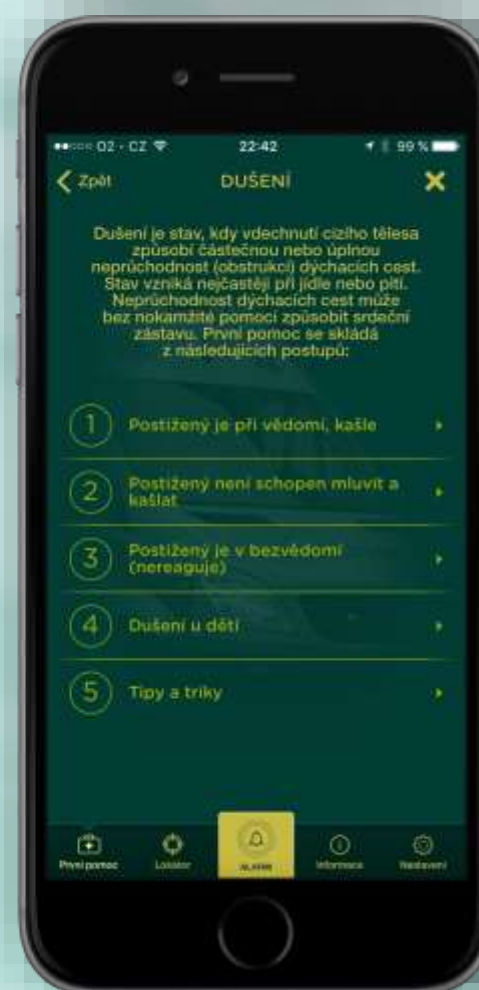 O2 - CZ 22:42 99 %
Zpět DUŠENÍ
Dušení je stav, kdy vdechnutí cizího tělesa
způsobí částečnou nebo úplnou
neprůchodnost (obstrukci) dýchacích cest.
Stav vzniká nejčastěji při jídle nebo pití.
Neprůchodnost dýchacích cest může
bez nokamžité pomoci způsobit srdeční
zástavu. První pomoc se skládá
z následujících postupů:
1 Postižený je při vědomí, kašle
2 Postižený není schopen mluvit a
kašlat
3 Postižený je v bezvědomí
(nereaguje)
4 Dušení u dětí
5 Tipy a triky
První pomoc Lokátor ALARM Informace Nastavení